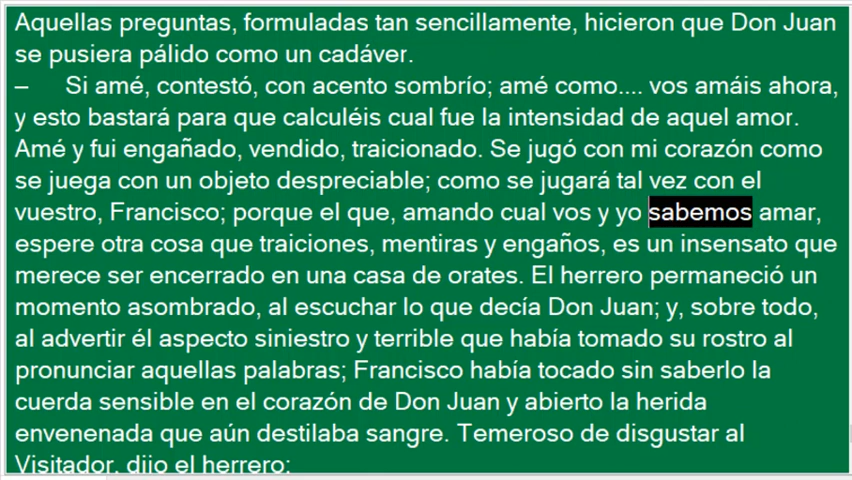 Aquellas preguntas, formuladas tan sencillamente, hicieron que Don Juan
se pusiera pálido como un cadáver.
– Si amé, contestó, con acento sombrío; amé como.... vos amáis ahora,
y esto bastará para que calculéis cual fue la intensidad de aquel amor.
Amé y fui engañado, vendido, traicionado. Se jugó con mi corazón como
se juega con un objeto despreciable; como se jugará tal vez con el
vuestro, Francisco; porque el que, amando cual vos y yo sabemos amar,
espere otra cosa que traiciones, mentiras y engaños, es un insensato que
merece ser encerrado en una casa de orates. El herrero permaneció un
momento asombrado, al escuchar lo que decía Don Juan; y, sobre todo,
al advertir él aspecto siniestro y terrible que había tomado su rostro al
pronunciar aquellas palabras; Francisco había tocado sin saberlo la
cuerda sensible en el corazón de Don Juan y abierto la herida
envenenada que aún destilaba sangre. Temeroso de disgustar al
Visitador, dijo el herrero: